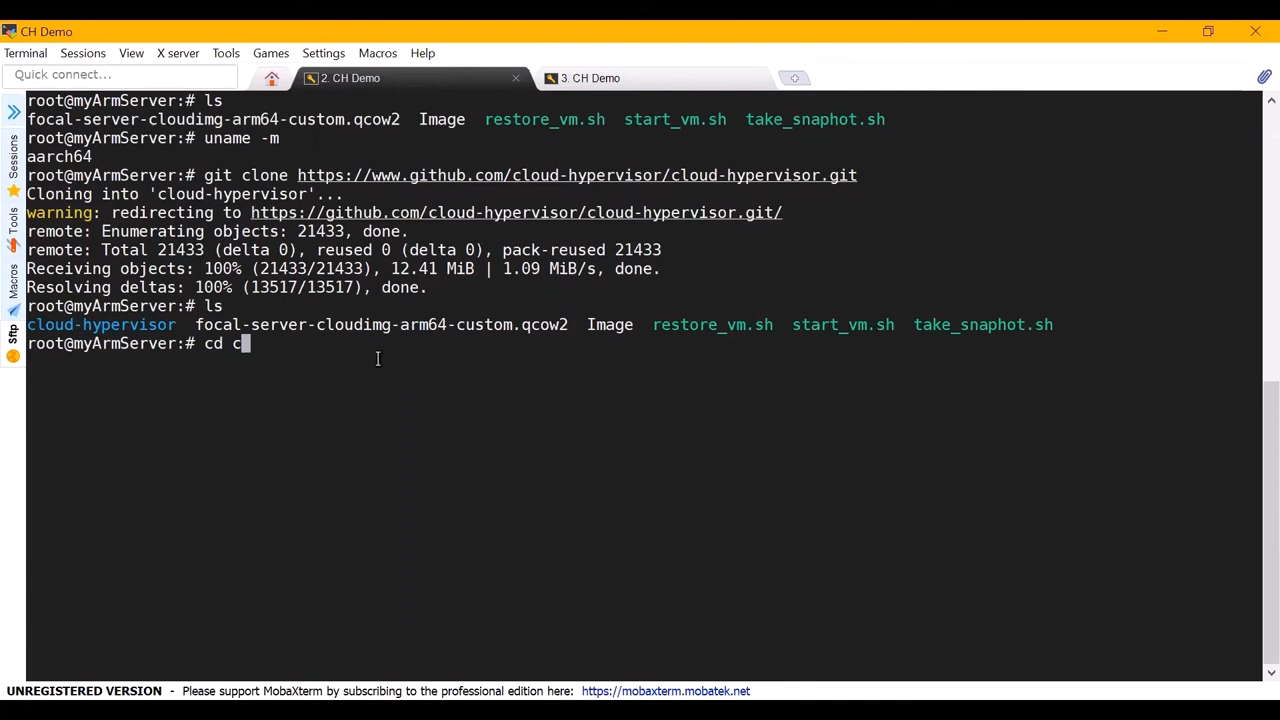 CH Demo
Terminal Sessions View X server Tools Games Settings Macros Help
Quick connect...
2. CH Demo
3. CH Demo
Sessions
Tools
Macros
Sftp
root@myArmServer:# ls
focal-server-cloudimg-arm64-custom.qcow2 Image restore_vm.sh start_vm.sh take_snaphot.sh
root@myArmServer:# uname -m
aarch64
root@myArmServer:# git clone https://www.github.com/cloud-hypervisor/cloud-hypervisor.git
Cloning into 'cloud-hypervisor'...
warning: redirecting to https://github.com/cloud-hypervisor/cloud-hypervisor.git/
remote: Enumerating objects: 21433, done.
remote: Total 21433 (delta 0), reused 0 (delta 0), pack-reused 21433
Receiving objects: 100% (21433/21433), 12.41 MiB | 1.09 MiB/s, done.
Resolving deltas: 100% (13517/13517), done.
root@myArmServer:# ls
cloud-hypervisor focal-server-cloudimg-arm64-custom.qcow2 Image restore_vm.sh start_vm.sh take_snaphot.sh
root@myArmServer:# cd c
UNREGISTERED VERSION - Please support MobaXterm by subscribing to the professional edition here: https://mobaxterm.mobatek.net